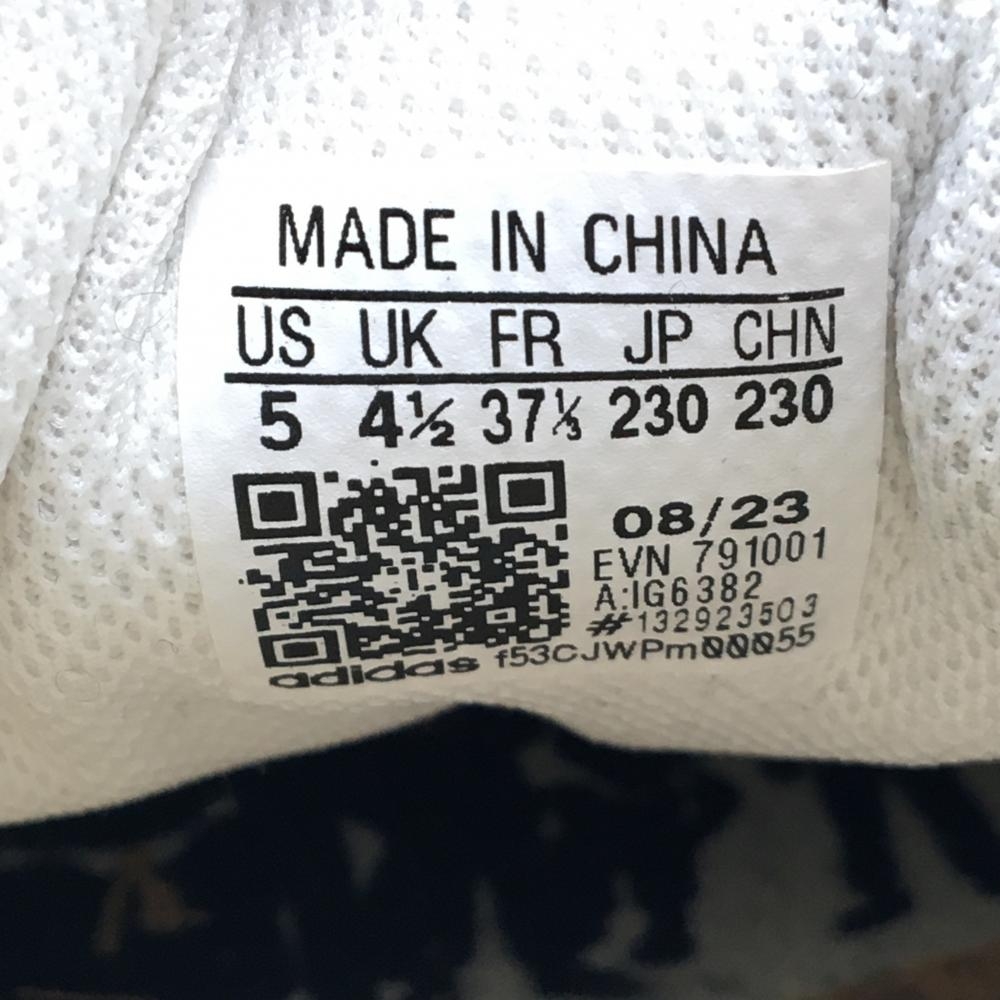 MADE IN CHINA
US UK FR JP CHN
5 4½ 37⅓ 230 230
08/23
EVN 791001
A:IG6382
#132923503
adidas f53CJWPm00055